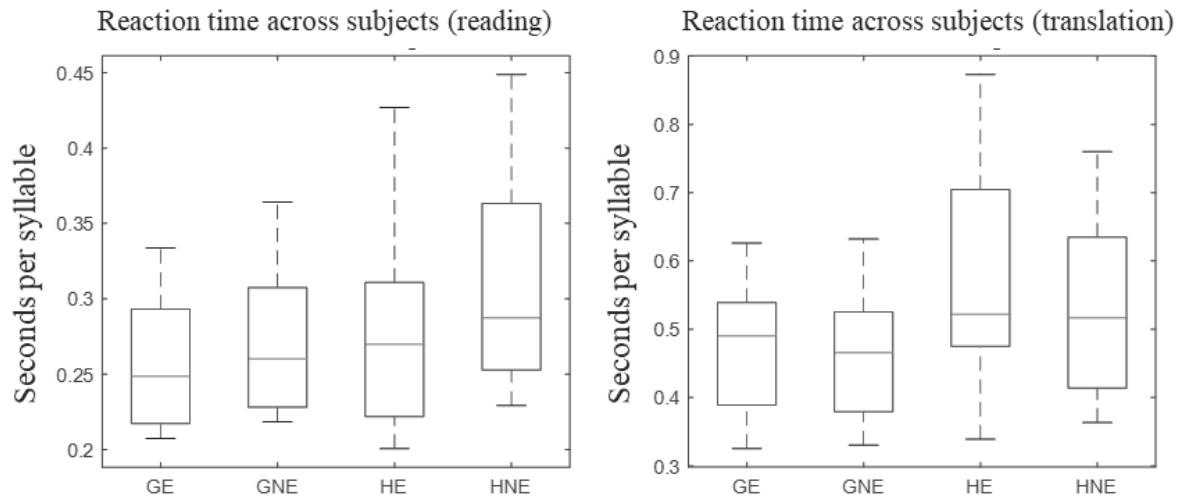 Reaction time across subjects (reading)
Seconds per syllable
0.45
0.4
0.35
0.3
0.25
0.2
GE GNE HE HNE
Reaction time across subjects (translation)
Seconds per syllable
0.9
0.8
0.7
0.6
0.5
0.4
0.3
GE GNE HE HNE